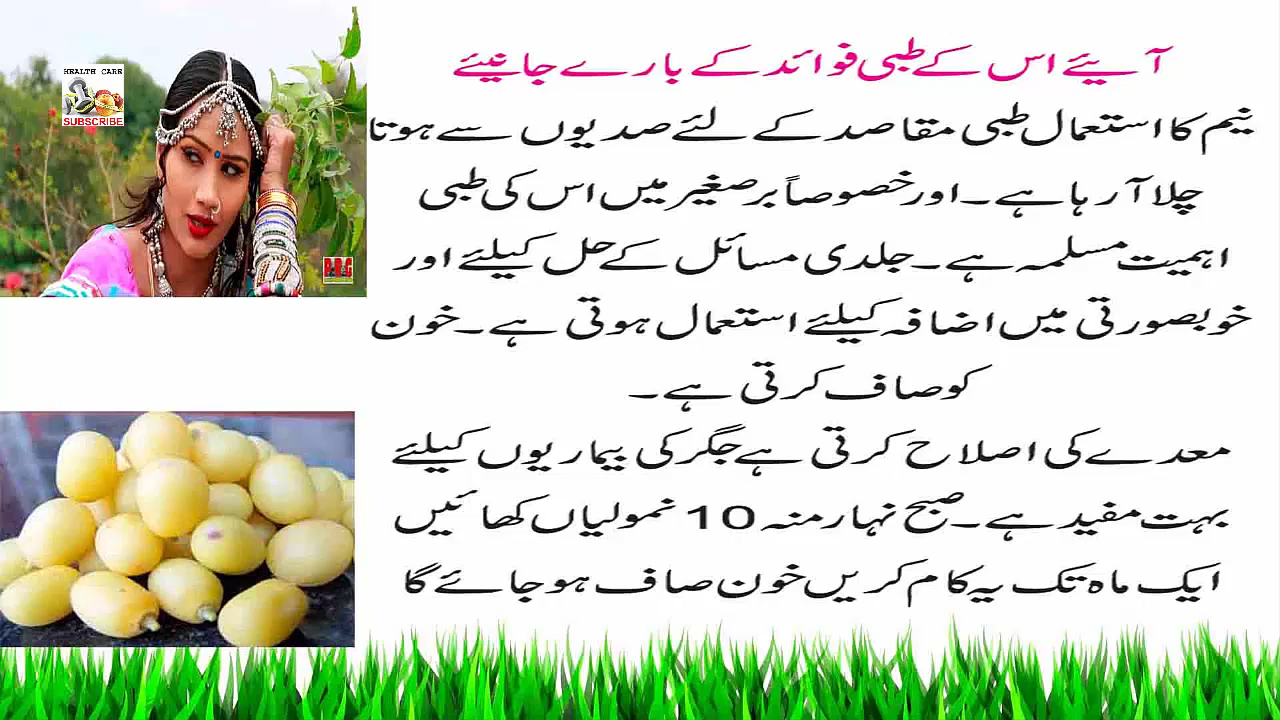 HEALTH CARE
SUBSCRIBE
آیئے اس کے طبی فوائد کے بارے جانیئے
نیم کا استعمال طبی مقاصد کے لئے صدیوں سے ہوتا
چلا آ رہا ہے۔ اور خصوصاً برصغیر میں اس کی طبی
اہمیت مسلمہ ہے۔ جلدی مسائل کے حل کیلئے اور
خوبصورتی میں اضافہ کیلئے استعمال ہوتی ہے۔ خون
کو صاف کرتی ہے۔
معدے کی اصلاح کرتی ہے جگر کی بیماریوں کیلئے
بہت مفید ہے۔ صبح نہار منہ 10 نمولیاں کھائیں
ایک ماہ تک یہ کام کریں خون صاف ہو جائے گا